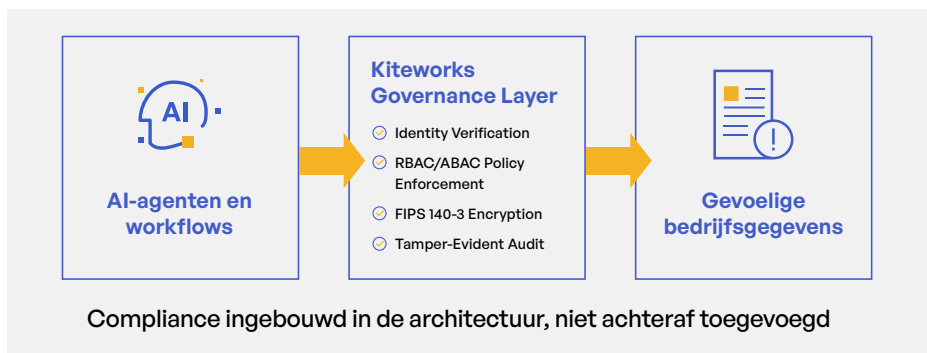 AI
AI-agenten en
workflows
Kiteworks
Governance Layer
Identity Verification
RBAC/ABAC Policy
Enforcement
FIPS 140-3 Encryption
Tamper-Evident Audit
!
Gevoelige
bedrijfsgegevens
Compliance ingebouwd in de architectuur, niet achteraf toegevoegd